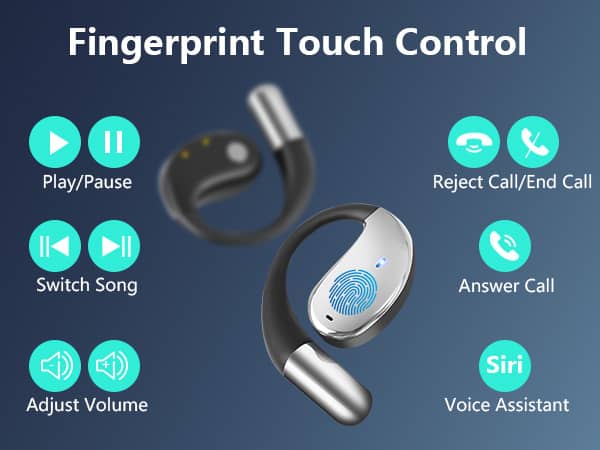 Fingerprint Touch Control
Play/Pause
Reject Call/End Call
Switch Song
Answer Call
Siri
Adjust Volume
Voice Assistant